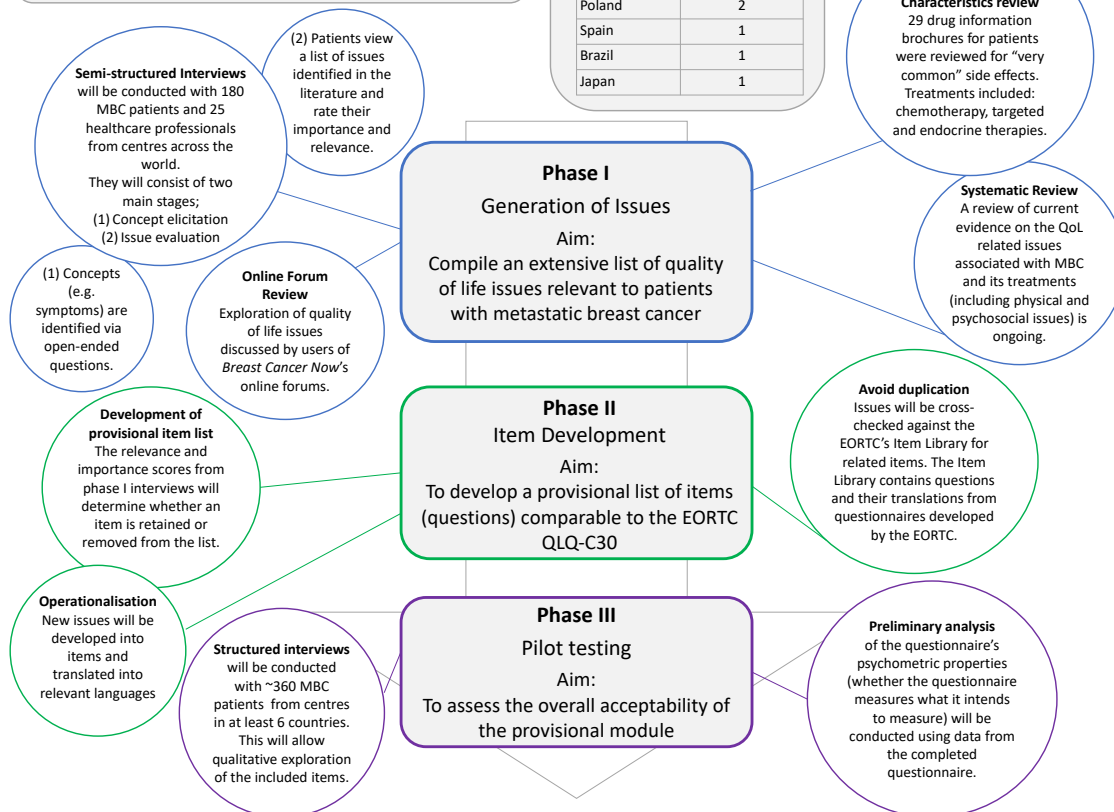 Poland 2
Spain 1
Brazil 1
Japan 1
Characteristics review
29 drug information
brochures for patients
were reviewed for “very
common” side effects.
Treatments included:
chemotherapy, targeted
and endocrine therapies.
(2) Patients view
a list of issues
identified in the
literature and
rate their
importance and
relevance.
Semi-structured Interviews
will be conducted with 180
MBC patients and 25
healthcare professionals
from centres across the
world.
They will consist of two
main stages;
(1) Concept elicitation
(2) Issue evaluation
Phase I
Generation of Issues
Aim:
Compile an extensive list of quality
of life issues relevant to patients
with metastatic breast cancer
Systematic Review
A review of current
evidence on the QoL
related issues
associated with MBC
and its treatments
(including physical and
psychosocial issues) is
ongoing.
(1) Concepts
(e.g.
symptoms) are
identified via
open-ended
questions.
Online Forum
Review
Exploration of quality
of life issues
discussed by users of
Breast Cancer Now’s
online forums.
Phase II
Item Development
Aim:
To develop a provisional list of items
(questions) comparable to the EORTC
QLQ-C30
Development of
provisional item list
The relevance and
importance scores from
phase I interviews will
determine whether an
item is retained or
removed from the list.
Avoid duplication
Issues will be cross-
checked against the
EORTC’s Item Library for
related items. The Item
Library contains questions
and their translations from
questionnaires developed
by the EORTC.
Operationalisation
New issues will be
developed into
items and
translated into
relevant languages
Phase III
Pilot testing
Aim:
To assess the overall acceptability of
the provisional module
Structured interviews
will be conducted
with ~360 MBC
patients from centres
in at least 6 countries.
This will allow
qualitative exploration
of the included items.
Preliminary analysis
of the questionnaire’s
psychometric properties
(whether the questionnaire
measures what it intends
to measure) will be
conducted using data from
the completed
questionnaire.